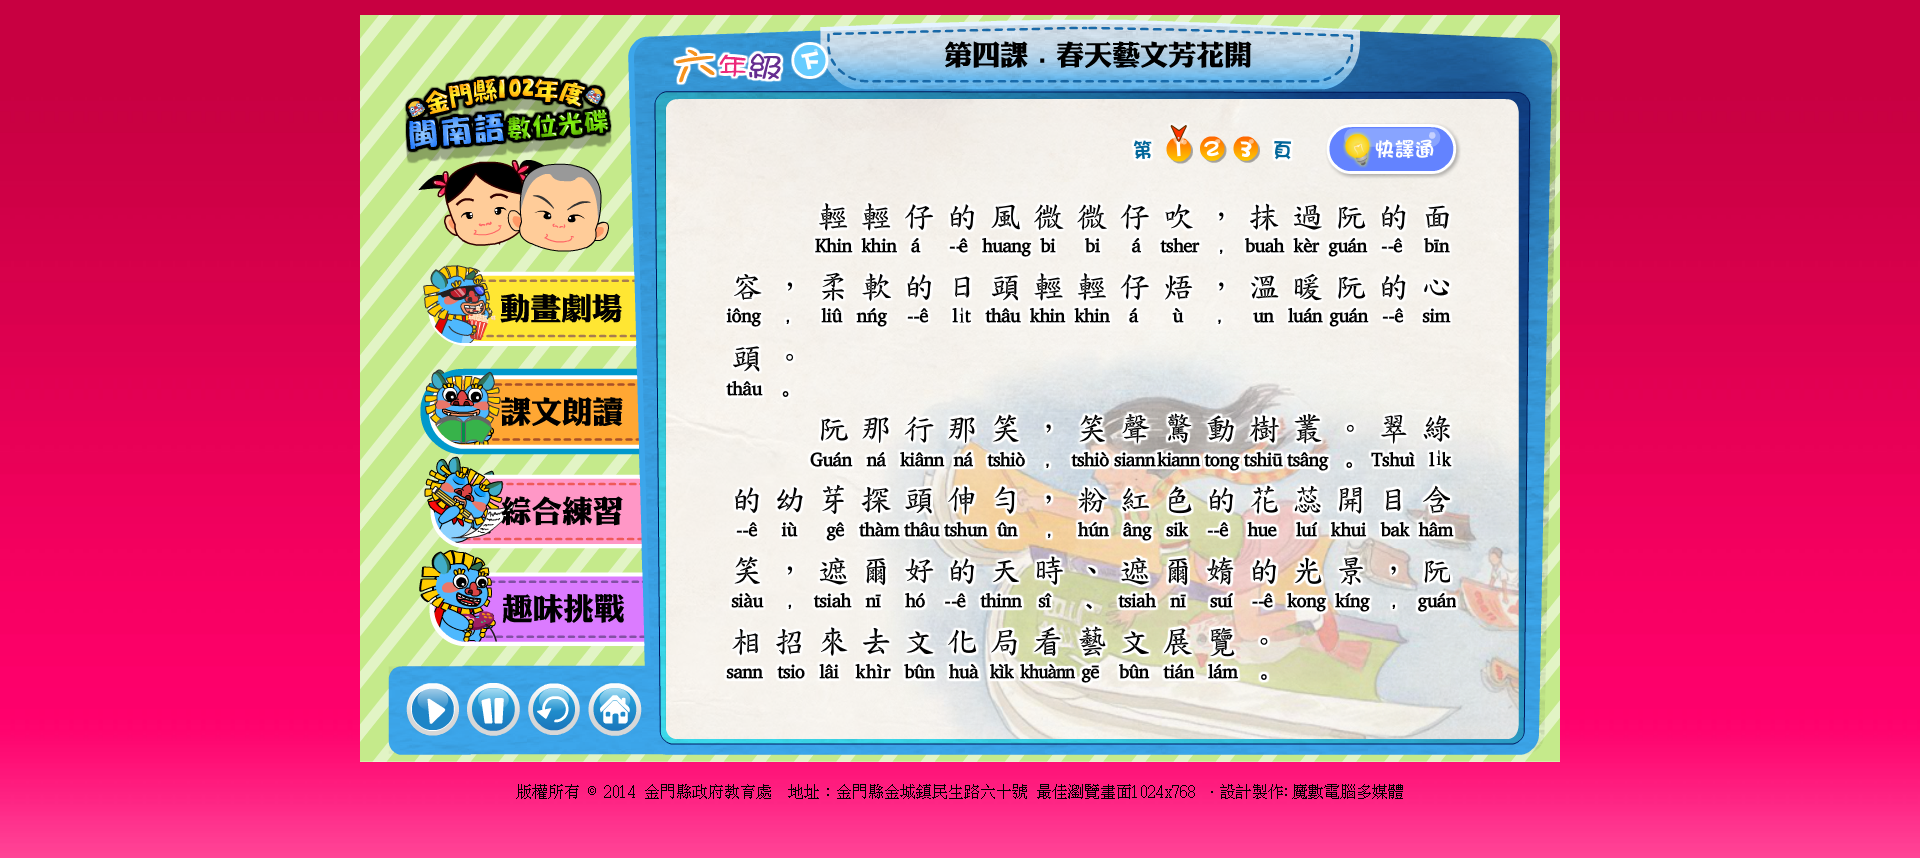 六年級 下
第四課．春天藝文芳花開
金門縣102年度
閩南語數位光碟
第 1 2 3 頁
快譯通
動畫劇場
課文朗讀
綜合練習
趣味挑戰
輕輕仔的風微微仔吹，抹過阮的面
Khin khin á --ê huang bi bi á tsher ， buah kèr guán --ê bīn
容，柔軟的日頭輕輕仔焐，溫暖阮的心
iông ， liû nńg --ê li̍t thâu khin khin á ù ， un luán guán --ê sim
頭。
thâu 。
阮那行那笑，笑聲驚動樹叢。翠綠
Guán ná kiânn ná tshiò ， tshiò siann kiann tong tshiū tsâng 。 Tshuì li̍k
的幼芽探頭伸勻，粉紅色的花蕊開目含
--ê iù gê thàm thâu tshun ûn ， hún âng sik --ê hue luí khui bak hâm
笑，遮爾好的天時、遮爾媠的光景，阮
siàu ， tsiah nī hó --ê thinn sî 、 tsiah nī suí --ê kong kíng ， guán
相招來去文化局看藝文展覽。
sann tsio lâi khìr bûn huà ki̍k khuànn gē bûn tián lám 。
版權所有 © 2014 金門縣政府教育處 地址：金門縣金城鎮民生路六十號 最佳瀏覽畫面1024x768 ‧設計製作:魔數電腦多媒體